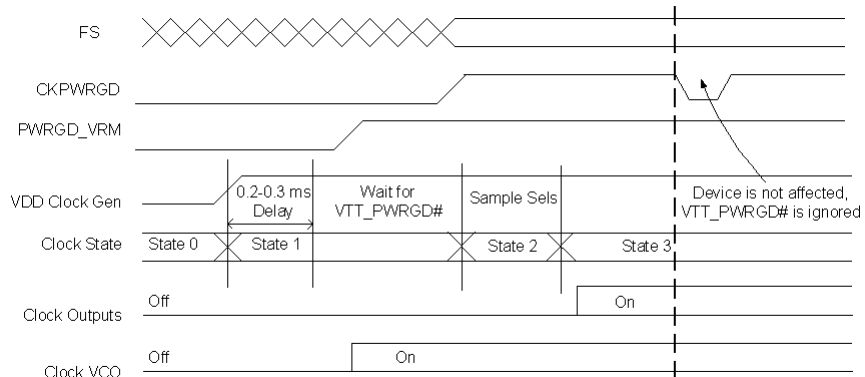 FS
CKPWRGD
PWRGD_VRM
VDD Clock Gen
0.2-0.3 ms
Delay
Wait for
VTT_PWRGD#
Sample Sels
Device is not affected,
VTT_PWRGD# is ignored
Clock State
State 0
State 1
State 2
State 3
Clock Outputs
Off
On
Clock VCO
Off
On